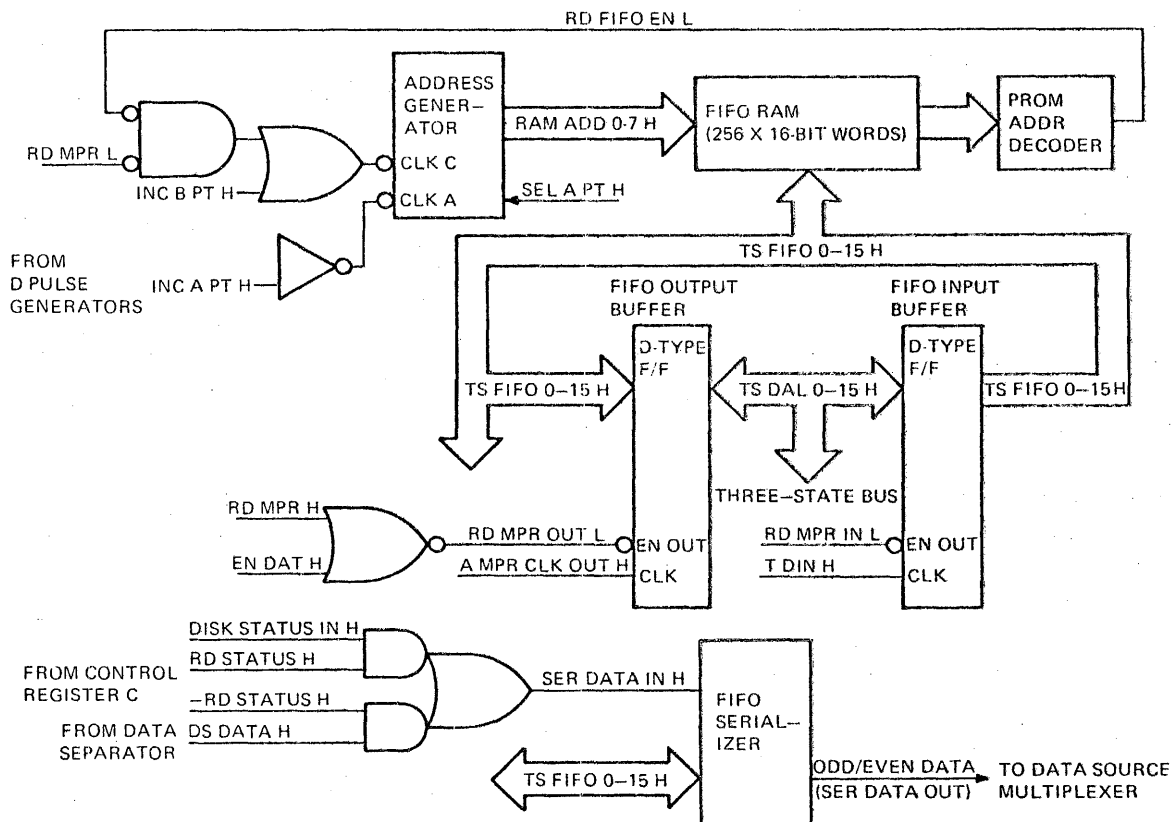 RD FIFO EN L
ADDRESS
GENER–
ATOR
CLK C
CLK A
RAM ADD 0-7 H
FIFO RAM
(256 X 16-BIT WORDS)
PROM
ADDR
DECODER
RD MPR L
INC B PT H
SEL A PT H
FROM
D PULSE
GENERATORS
INC A PT H
TS FIFO 0–15 H
FIFO OUTPUT
BUFFER
FIFO INPUT
BUFFER
D-TYPE
F/F
D-TYPE
F/F
TS FIFO 0–15 H
TS DAL 0–15 H
TS FIFO 0–15H
THREE–STATE BUS
RD MPR H
EN DAT H
RD MPR OUT L
A MPR CLK OUT H
EN OUT
CLK
RD MPR IN L
T DIN H
EN OUT
CLK
DISK STATUS IN H
RD STATUS H
FROM CONTROL
REGISTER C
–RD STATUS H
FROM DATA
SEPARATOR
DS DATA H
SER DATA IN H
FIFO
SERIAL–
IZER
TS FIFO 0–15 H
ODD/EVEN DATA
(SER DATA OUT)
TO DATA SOURCE
MULTIPLEXER